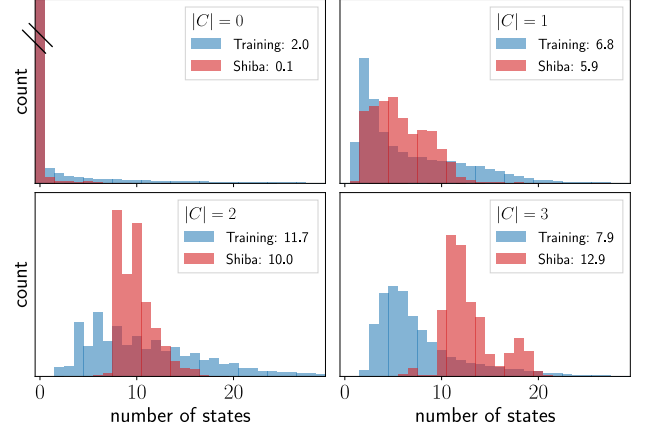 |C| = 0
Training: 2.0
Shiba: 0.1
count
|C| = 1
Training: 6.8
Shiba: 5.9
|C| = 2
Training: 11.7
Shiba: 10.0
count
0
10
20
number of states
|C| = 3
Training: 7.9
Shiba: 12.9
0
10
20
number of states